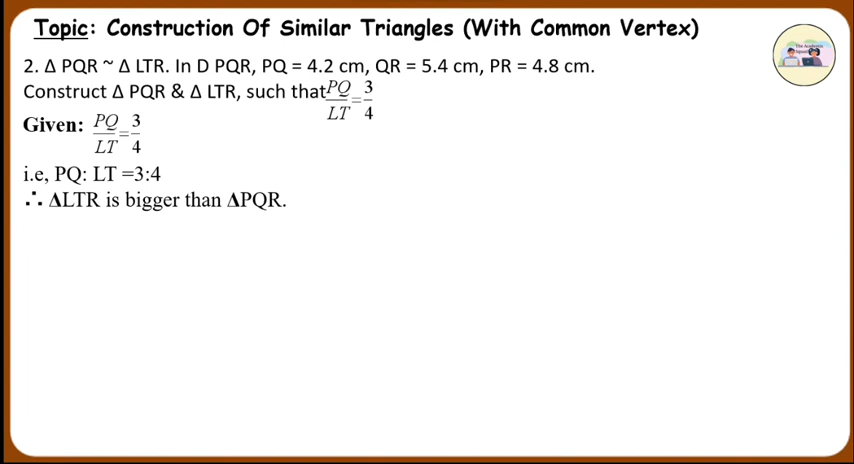 Topic: Construction Of Similar Triangles (With Common Vertex)
The Academic
2. Δ PQR ~ Δ LTR. In D PQR, PQ = 4.2 cm, QR = 5.4 cm, PR = 4.8 cm.
Construct Δ PQR & Δ LTR, such that PQ/LT = 3/4
Given: PQ/LT = 3/4
i.e, PQ: LT =3:4
∴ ΔLTR is bigger than ΔPQR.